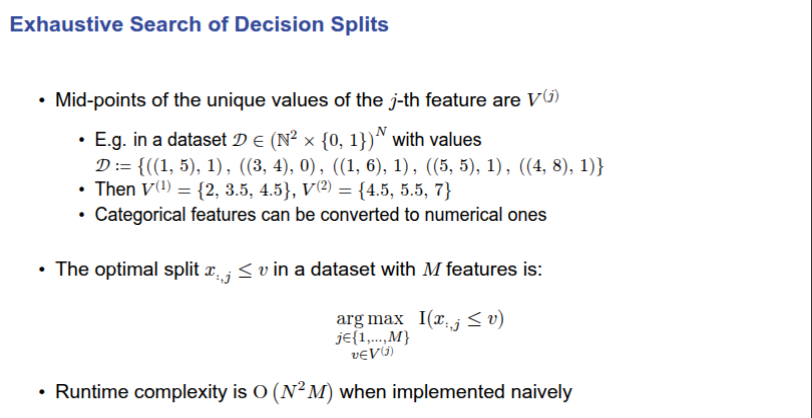 Exhaustive Search of Decision Splits
• Mid-points of the unique values of the j-th feature are V⁽ʲ⁾
• E.g. in a dataset 𝒟 ∈ (ℕ² × {0, 1})ᴺ with values
𝒟 := {((1, 5), 1), ((3, 4), 0), ((1, 6), 1), ((5, 5), 1), ((4, 8), 1)}
• Then V⁽¹⁾ = {2, 3.5, 4.5}, V⁽²⁾ = {4.5, 5.5, 7}
• Categorical features can be converted to numerical ones
• The optimal split x_{:,j} ≤ v in a dataset with M features is:
arg max I(x_{:,j} ≤ v)
j∈{1,...,M}
v∈V⁽ʲ⁾
• Runtime complexity is O (N²M) when implemented naively